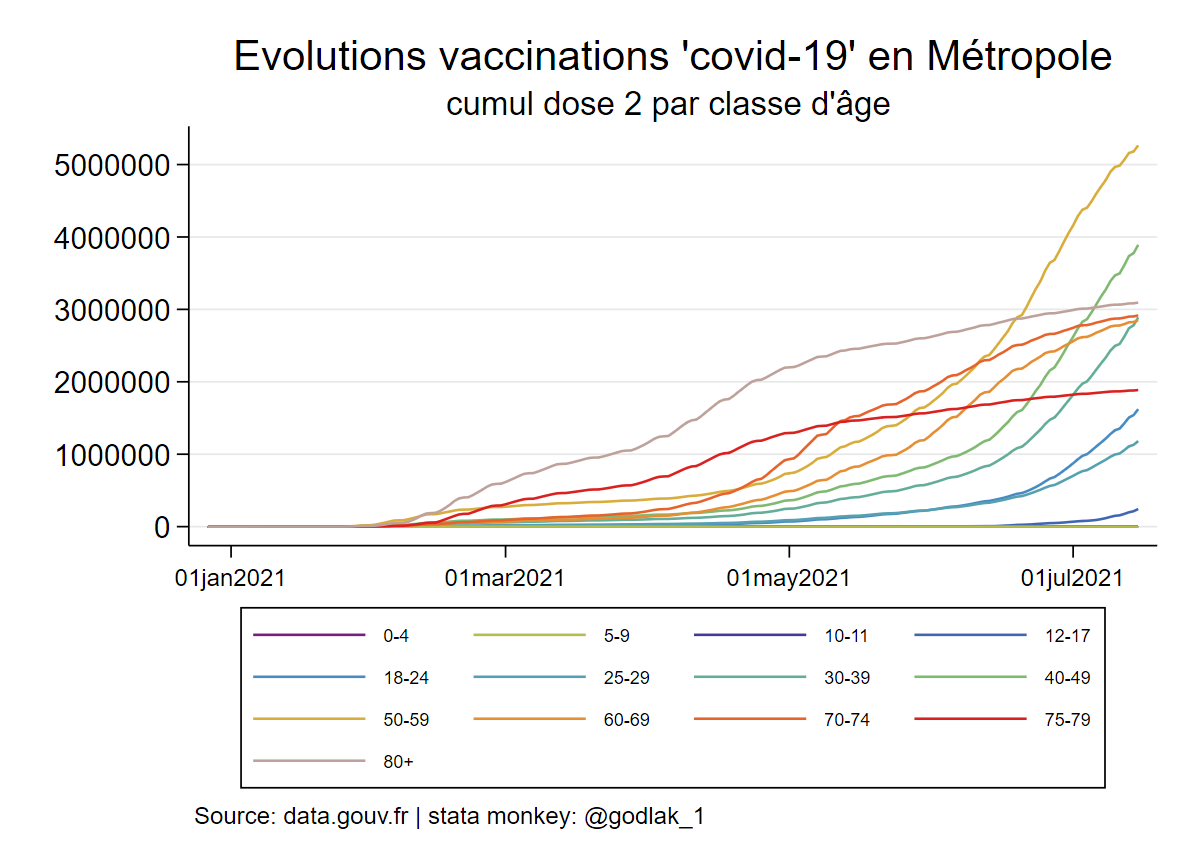 Evolutions vaccinations 'covid-19' en Métropole
cumul dose 2 par classe d'âge
5000000
4000000
3000000
2000000
1000000
0
01jan2021 01mar2021 01may2021 01jul2021
0-4 5-9 10-11 12-17
18-24 25-29 30-39 40-49
50-59 60-69 70-74 75-79
80+
Source: data.gouv.fr | stata monkey: @godlak_1